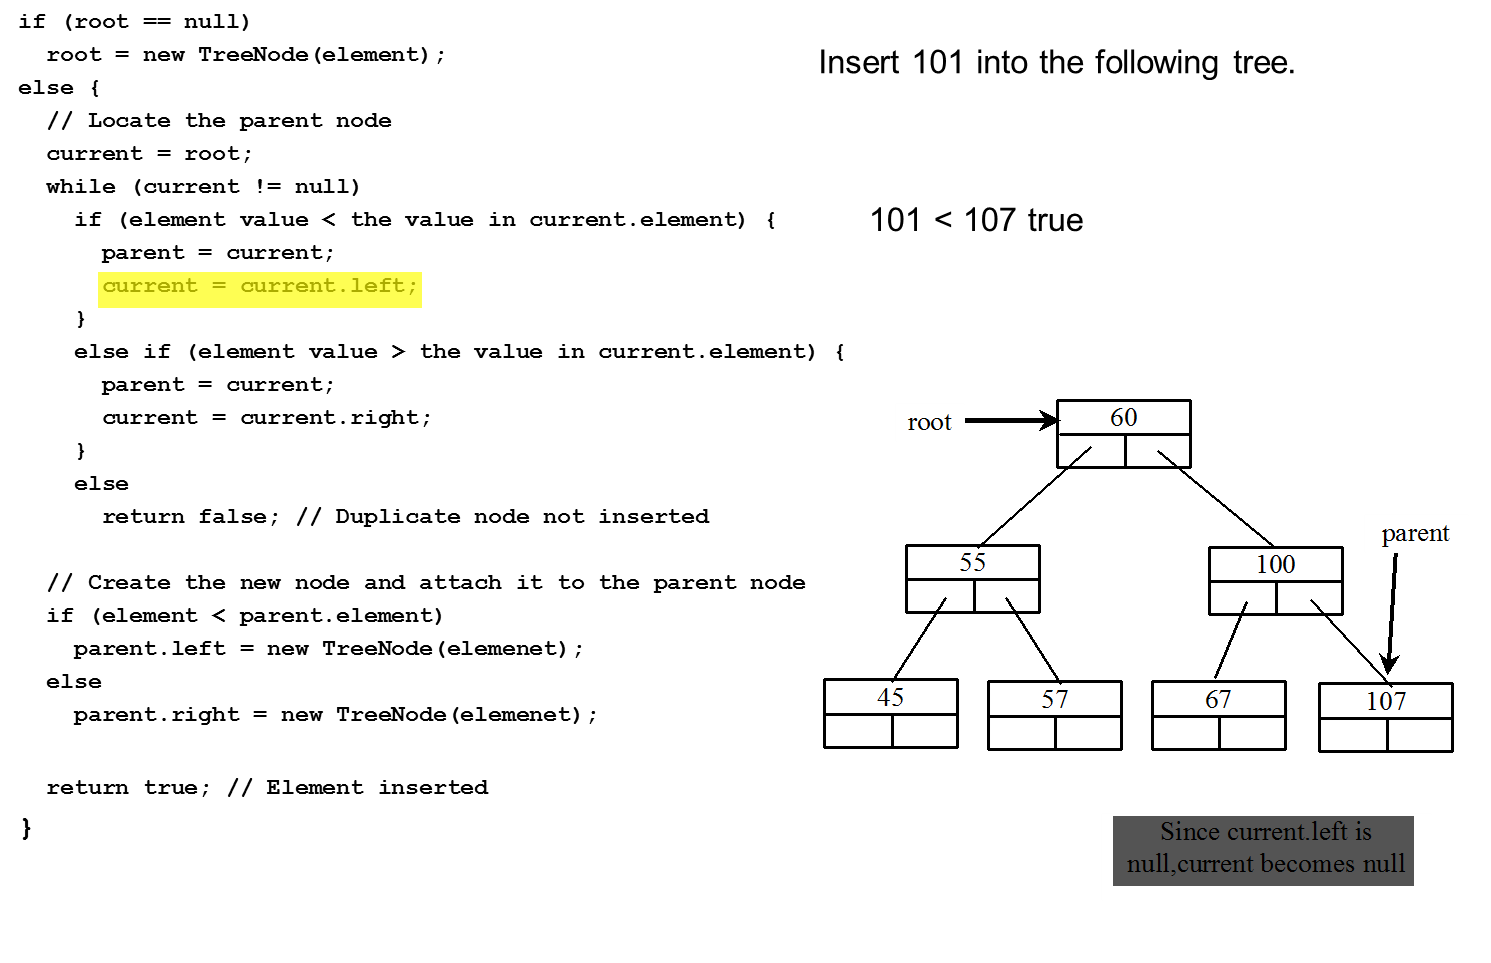 if (root == null)
  root = new TreeNode(element);
else {
  // Locate the parent node
  current = root;
  while (current != null)
    if (element value < the value in current.element) {
      parent = current;
      current = current.left;
    }
    else if (element value > the value in current.element) {
      parent = current;
      current = current.right;
    }
    else
      return false; // Duplicate node not inserted
  // Create the new node and attach it to the parent node
  if (element < parent.element)
    parent.left = new TreeNode(elemenet);
  else
    parent.right = new TreeNode(elemenet);
  return true; // Element inserted
}
Insert 101 into the following tree.
101 < 107 true
root
60
parent
55
100
45
57
67
107
Since current.left is
null,current becomes null